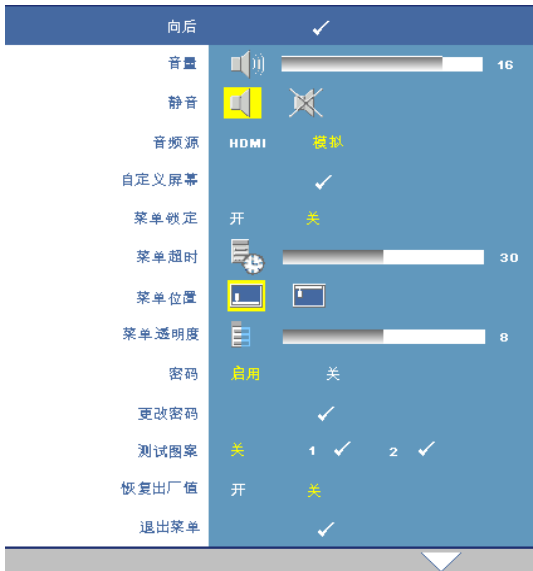 向后
音量 16
静音
音频源 HDMI 模拟
自定义屏幕
菜单锁定 开 关
菜单超时 30
菜单位置
菜单透明度 8
密码 启用 关
更改密码
测试图案 关 1 2
恢复出厂值 开 关
退出菜单